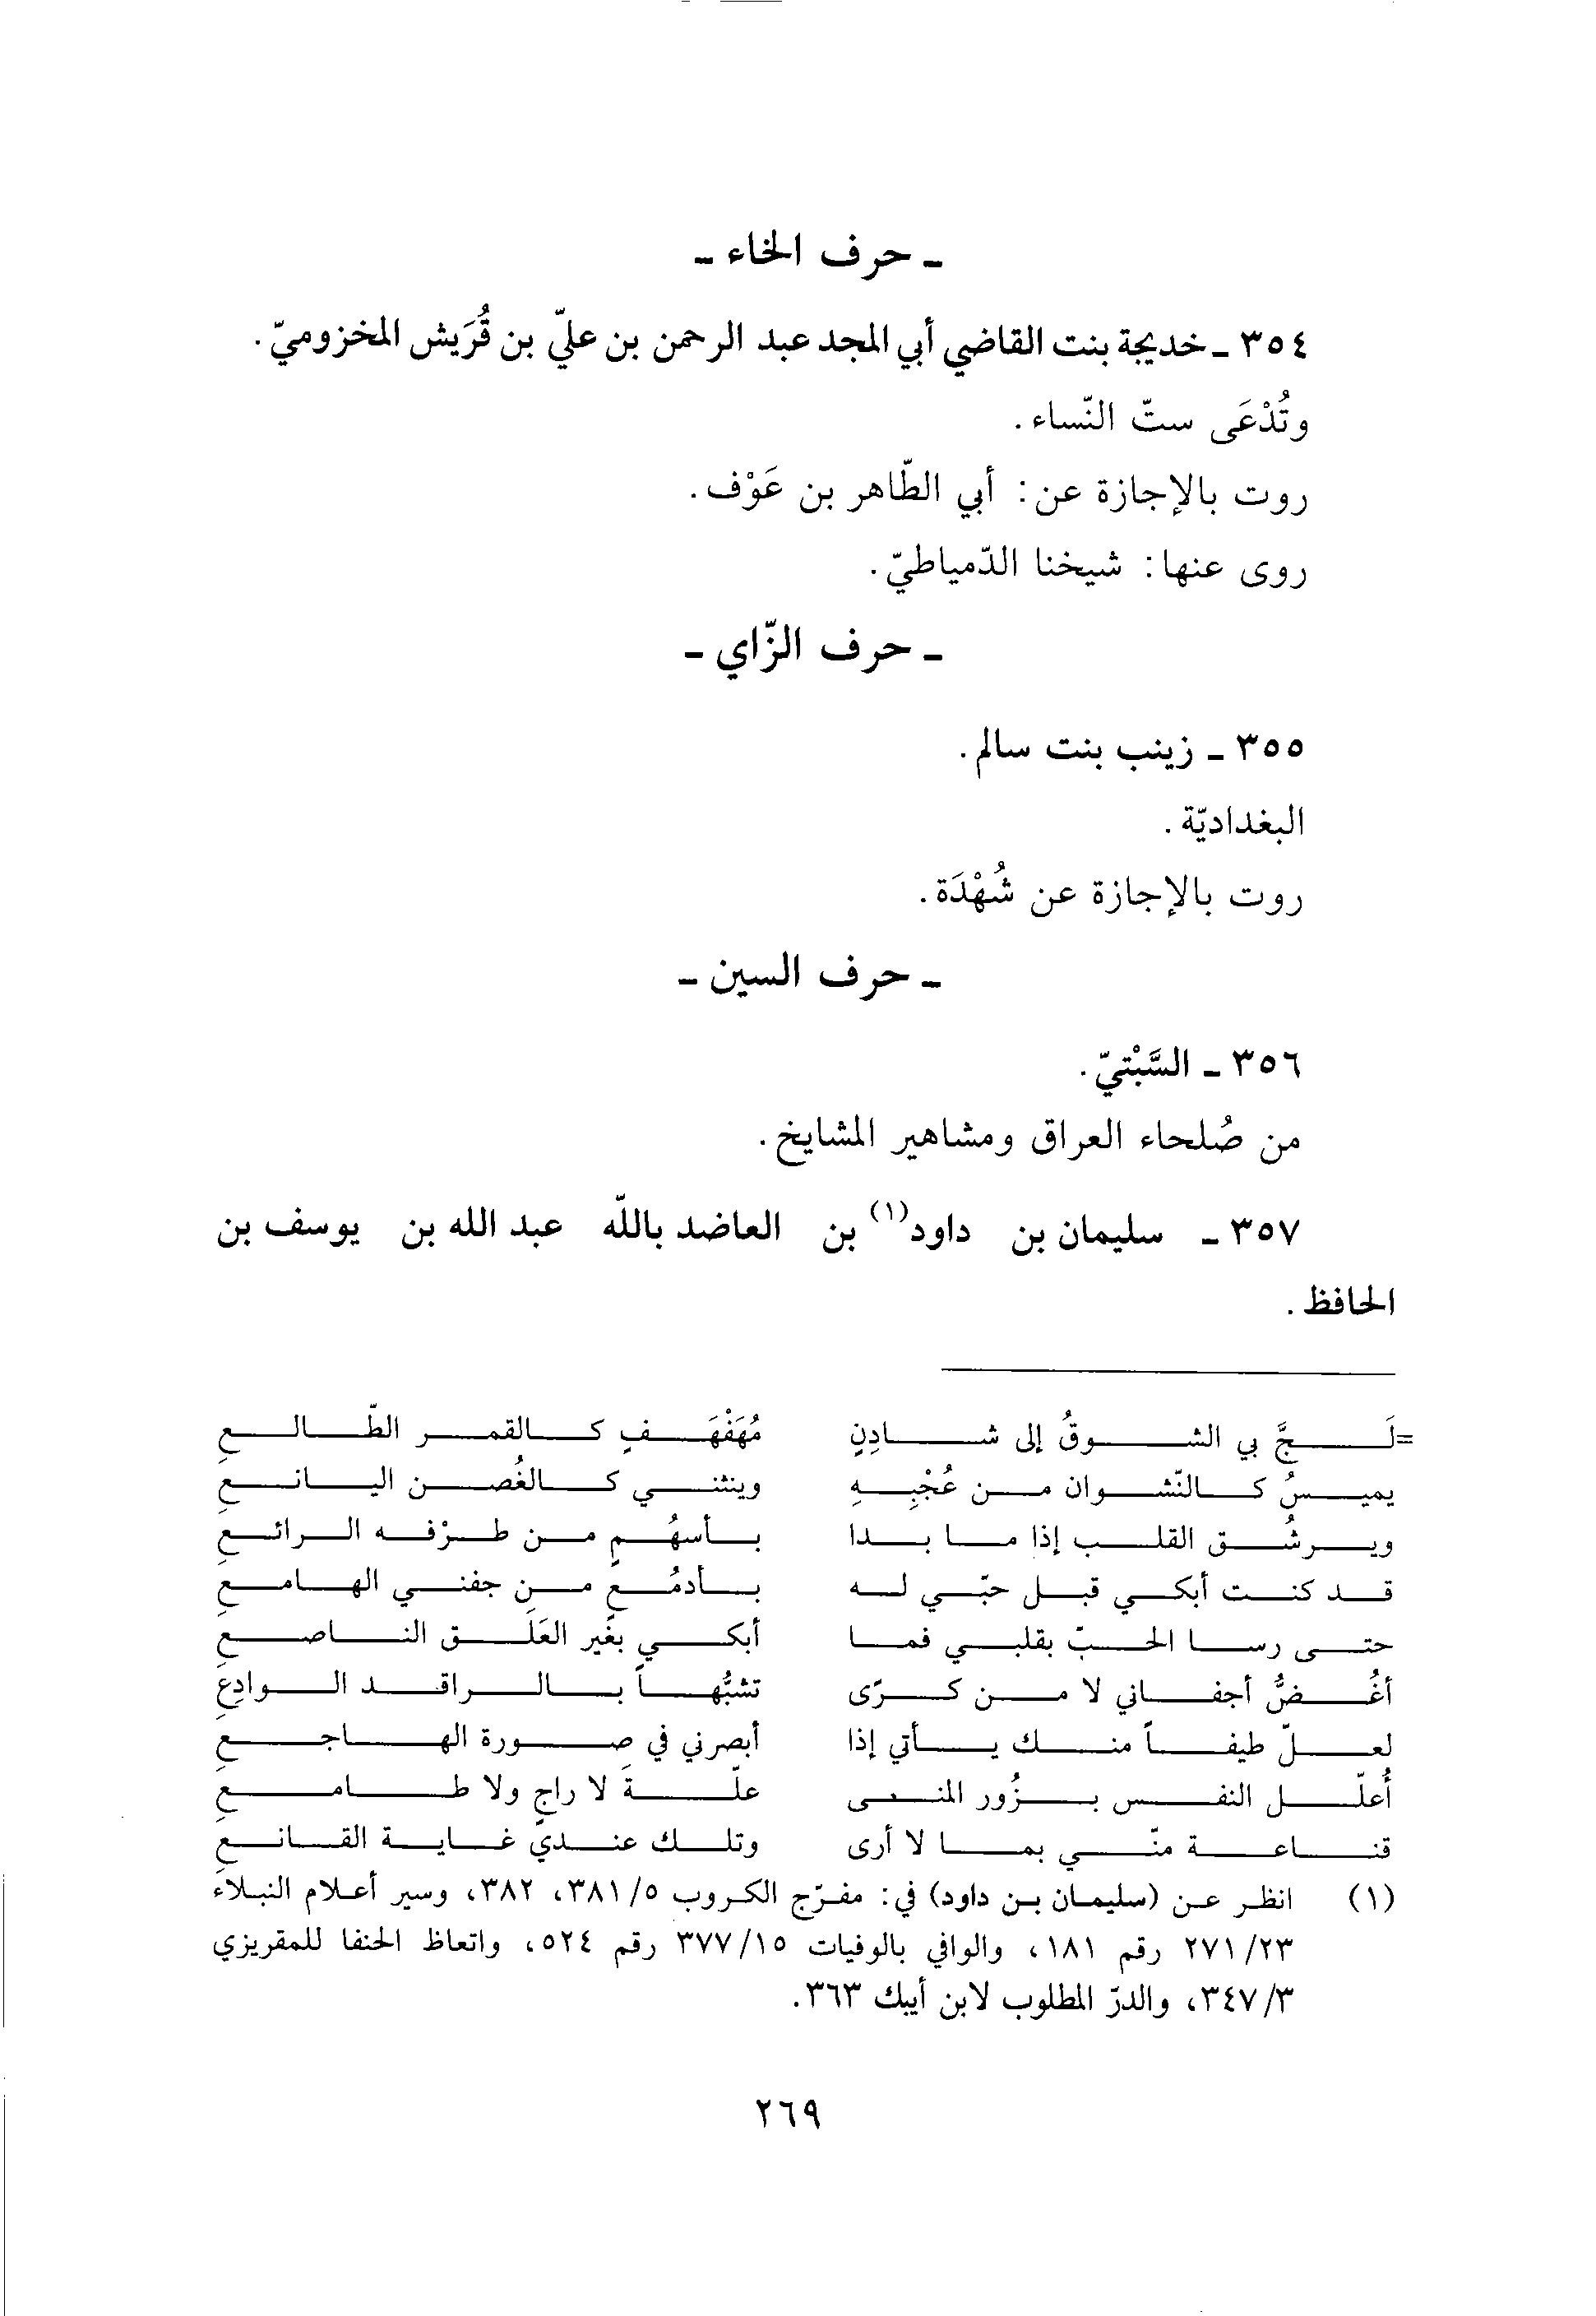 - حرف الخاء -
٣٥٤ - خديجة بنت القاضي أبي المجد عبد الرحمن بن عليّ بن قُرَيش المخزوميّ.
وتُدْعَى ستّ النّساء.
روت بالإجازة عن: أبي الطّاهر بن عَوْف.
روى عنها: شيخنا الدّمياطيّ.
- حرف الزّاي -
٣٥٥ - زينب بنت سالم.
البغداديّة.
روت بالإجازة عن شُهْدَة.
- حرف السين -
٣٥٦ - السَّبْتيّ.
من صُلحاء العراق ومشاهير المشايخ.
٣٥٧ - سليمان بن داود(١) بن العاضد باللّه عبد الله بن يوسف بن
الحافظ.
=لَجَّ بي الشوقُ إلى شادِنٍ مُهَفْهَفٍ كالقمر الطّالعِ
يميسُ كالنّشوان من عُجْبِهِ وينثني كالغُصن اليانعِ
ويرشُق القلب إذا ما بدا بأسهُمٍ من طرْفه الرائعِ
قد كنت أبكي قبل حبّي له بأدمُعٍ من جفني الهامعِ
حتى رسا الحبّ بقلبي فما أبكي بغير العَلَق الناصعِ
أغُضُّ أجفاني لا من كرًى تشبُّهاً بالراقد الوادِعَ
لعلّ طيفاً منك يأتي إذا أبصرني في صورة الهاجعِ
أُعلّل النفس بزُور المنى علّةَ لا راجٍ ولا طامعِ
قناعة منّي بما لا أرى وتلك عندي غاية القانعِ
(١) انظر عن (سليمان بن داود) في: مفرّج الكروب ٣٨١/٥، ٣٨٢، وسير أعلام النبلاء
٢٧١/٢٣ رقم ١٨١، والوافي بالوفيات ٣٧٧/١٥ رقم ٥٢٤، واتعاظ الحنفا للمقريزي
٣٤٧/٣، والدرّ المطلوب لابن أيبك ٣٦٣.
٢٦٩